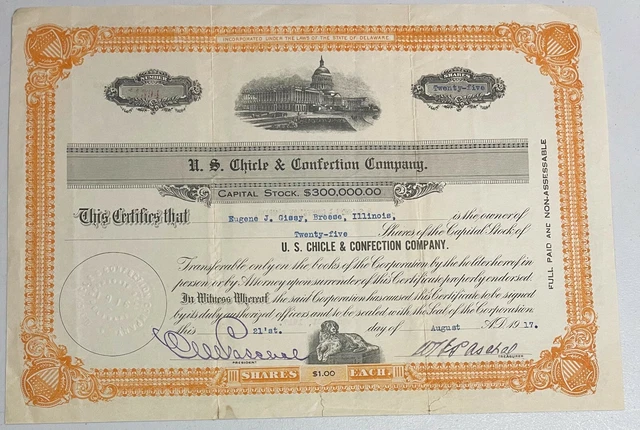 INCORPORATED UNDER THE LAWS OF THE STATE OF DELAWARE
NUMBER
SHARES
Twenty-five
U. S. Chicle & Confection Company.
CAPITAL STOCK. $300,000.00
This Certifies that Eugene J. Gissy, Breese, Illinois, is the owner of
Twenty-five Shares of the Capital Stock of
U. S. CHICLE & CONFECTION COMPANY.
Transferable only on the books of the Corporation by the holder hereof in
person or by Attorney upon surrender of this Certificate properly endorsed.
In Witness Whereof the said Corporation has caused this Certificate to be signed
by its duly authorized officers and to be sealed with the Seal of the Corporation
this 21'st. day of August A.D. 1917.
PRESIDENT
TREASURER
SHARES $1.00 EACH
FULL PAID AND NON-ASSESSABLE